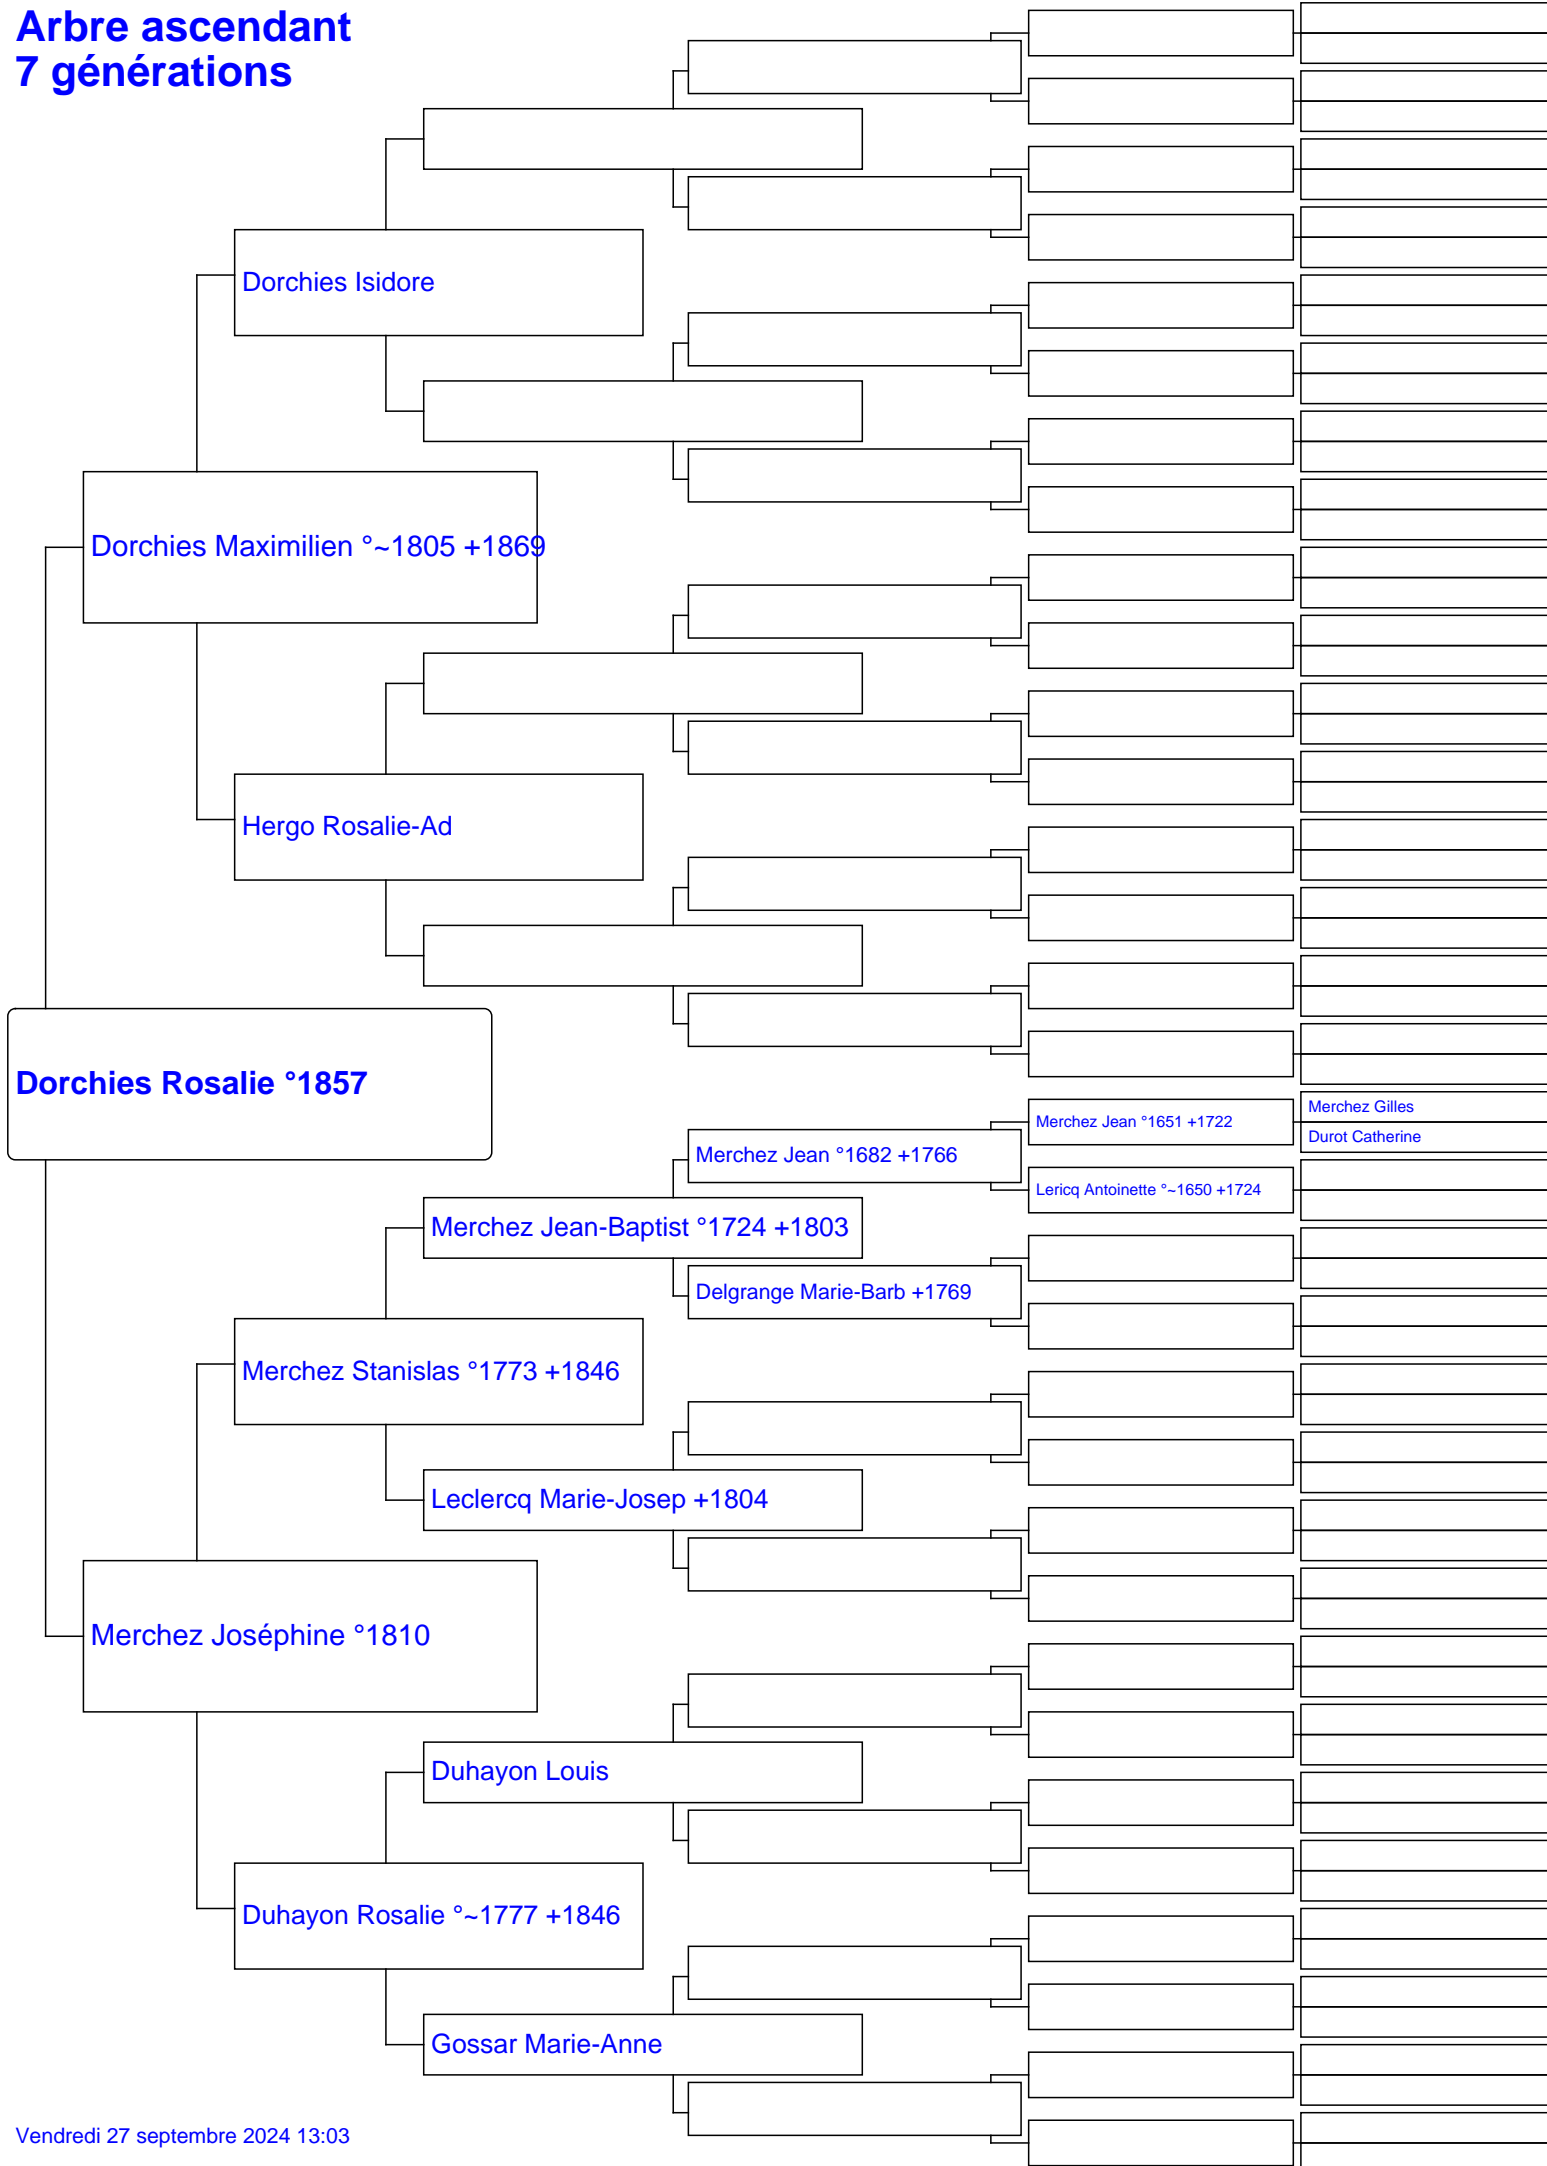 Arbre ascendant
7 générations
Dorchies Isidore
Dorchies Maximilien °~1805 +1869
Hergo Rosalie-Ad
Dorchies Rosalie °1857
Merchez Jean °1651 +1722
Merchez Gilles
Durot Catherine
Merchez Jean °1682 +1766
Lericq Antoinette °~1650 +1724
Merchez Jean-Baptist °1724 +1803
Delgrange Marie-Barb +1769
Merchez Stanislas °1773 +1846
Leclercq Marie-Josep +1804
Merchez Joséphine °1810
Duhayon Louis
Duhayon Rosalie °~1777 +1846
Gossar Marie-Anne
Vendredi 27 septembre 2024 13:03